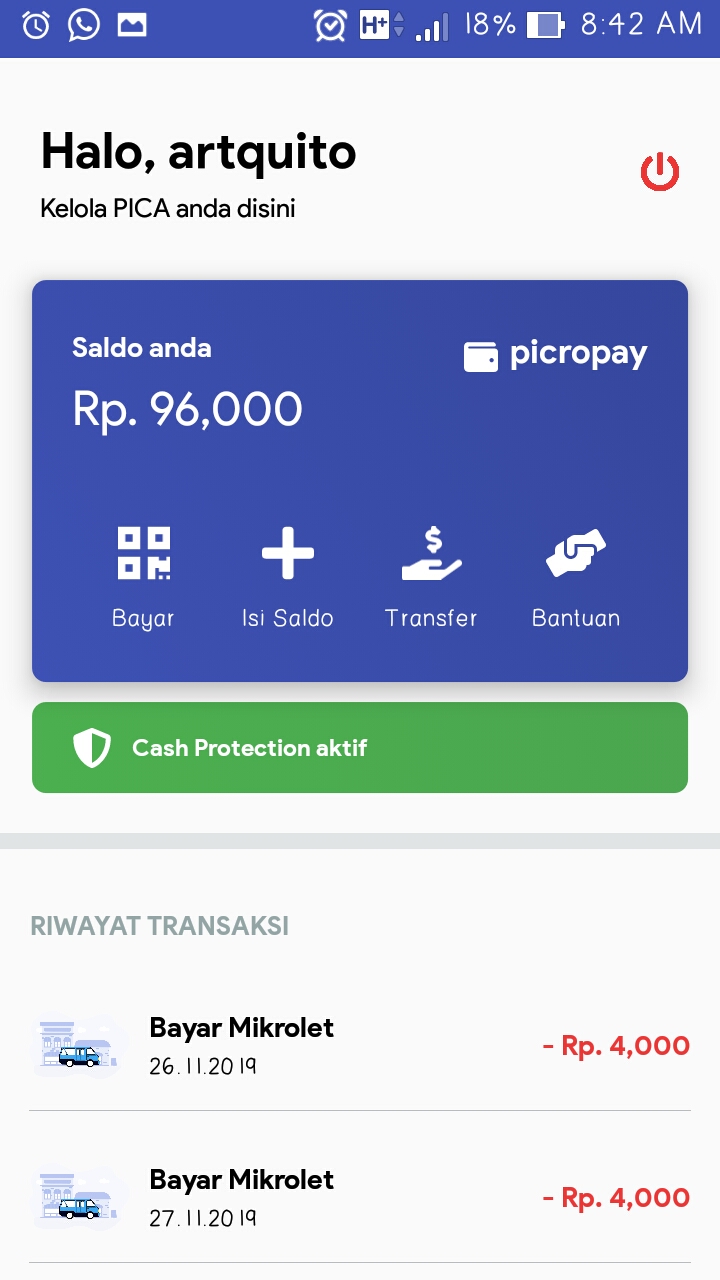 H+ 18% 8:42 AM
Halo, artquito
Kelola PICA anda disini
Saldo anda
picropay
Rp. 96,000
$
Bayar Isi Saldo Transfer Bantuan
Cash Protection aktif
RIWAYAT TRANSAKSI
Bayar Mikrolet
26.11.2019
- Rp. 4,000
Bayar Mikrolet
27.11.2019
- Rp. 4,000